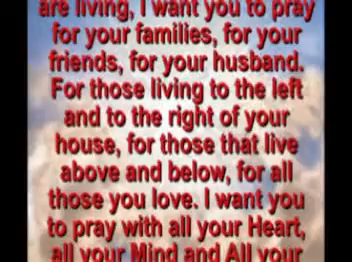 are living, I want you to pray
for your families, for your
friends, for your husband.
For those living to the left
and to the right of your
house, for those that live
above and below, for all
those you love. I want you
to pray with all your Heart,
all your Mind and All your